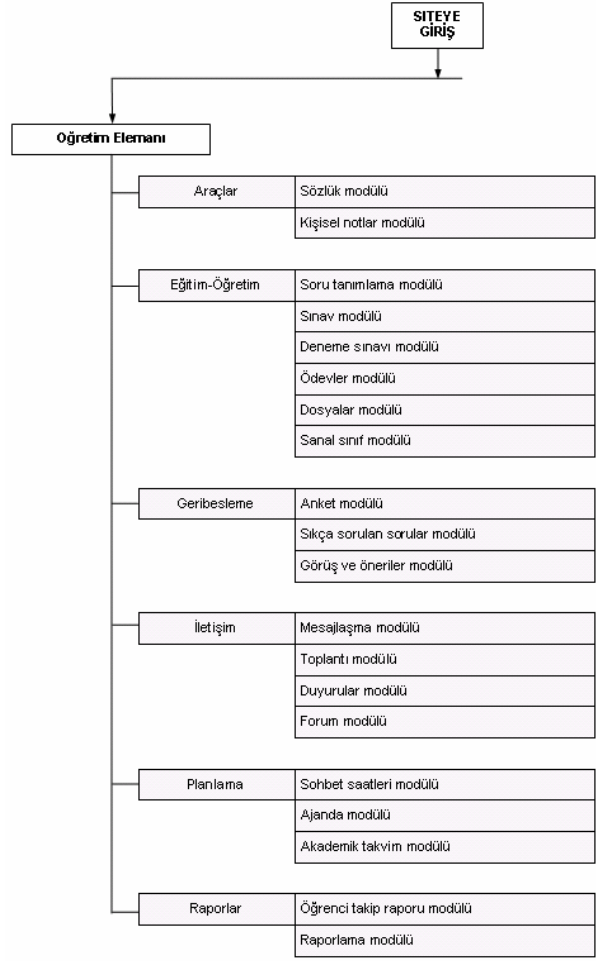 SITEYE
GİRİŞ
Oğretim Elemanı
Araçlar
Sözlük modülü
Kişisel notlar modülü
Eğitim-Öğretim
Soru tanımlama modülü
Sınav modülü
Deneme sınavı modülü
Ödevler modülü
Dosyalar modülü
Sanal sınıf modülü
Geribesleme
Anket modülü
Sıkça sorulan sorular modülü
Görüş ve öneriler modülü
İletişim
Mesajlaşma modülü
Toplantı modülü
Duyurular modülü
Forum modülü
Planlama
Sohbet saatleri modülü
Ajanda modülü
Akademik takvim modülü
Raporlar
Öğrenci takip raporu modülü
Raporlama modülü